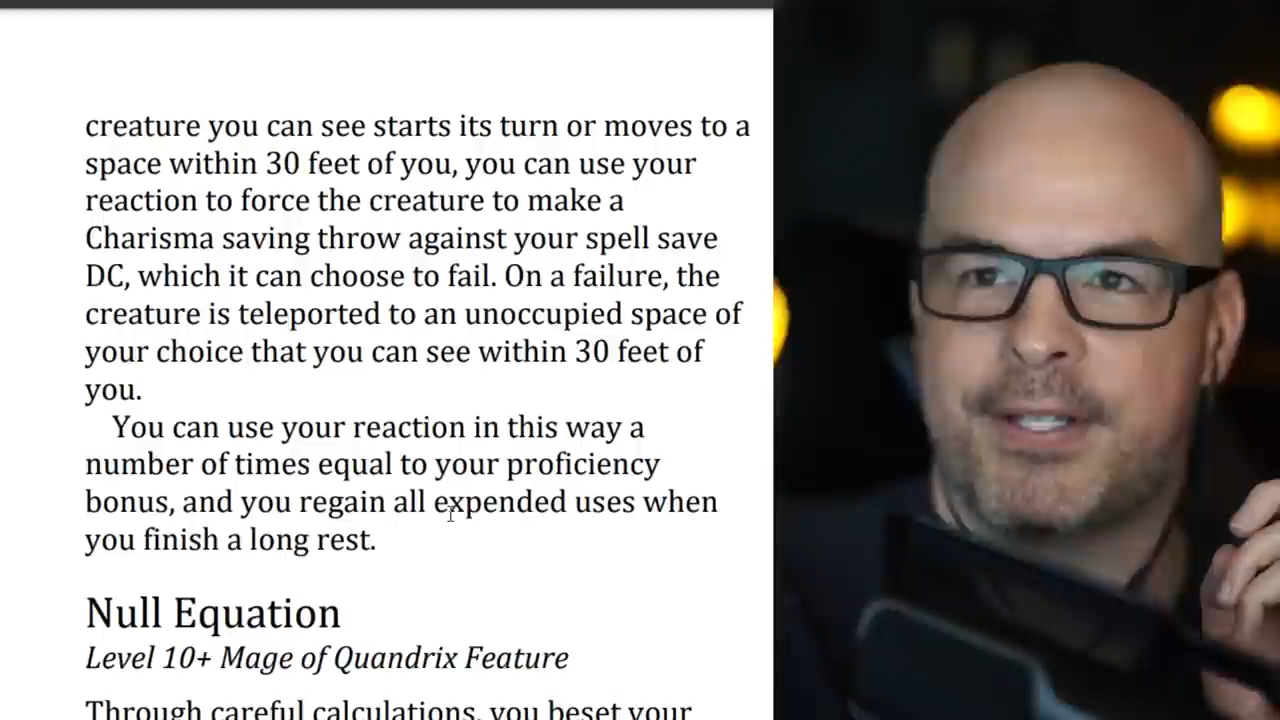 creature you can see starts its turn or moves to a
space within 30 feet of you, you can use your
reaction to force the creature to make a
Charisma saving throw against your spell save
DC, which it can choose to fail. On a failure, the
creature is teleported to an unoccupied space of
your choice that you can see within 30 feet of
you.
You can use your reaction in this way a
number of times equal to your proficiency
bonus, and you regain all expended uses when
you finish a long rest.
Null Equation
Level 10+ Mage of Quandrix Feature
Through careful calculations, you beset your